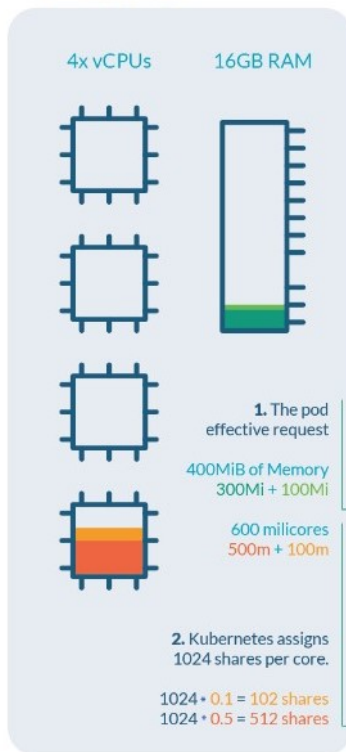 4x vCPUs
16GB RAM
1. The pod
effective request
400MiB of Memory
300Mi + 100Mi
600 milicores
500m + 100m
2. Kubernetes assigns
1024 shares per core.
1024 * 0.1 = 102 shares
1024 * 0.5 = 512 shares